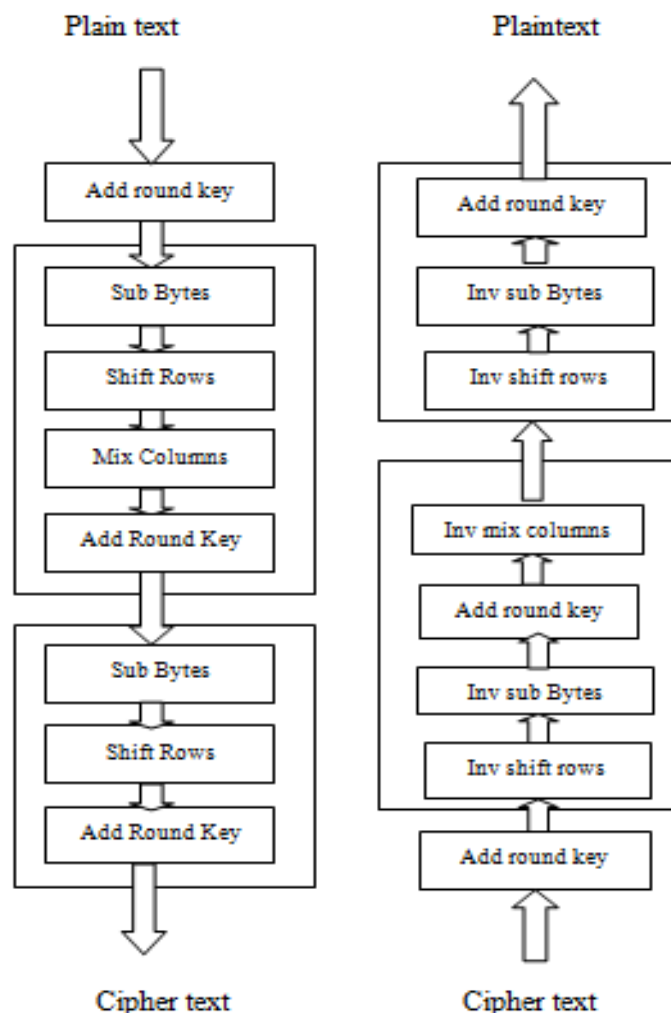 Plain text
Add round key
Sub Bytes
Shift Rows
Mix Columns
Add Round Key
Sub Bytes
Shift Rows
Add Round Key
Cipher text
Plaintext
Add round key
Inv sub Bytes
Inv shift rows
Inv mix columns
Add round key
Inv sub Bytes
Inv shift rows
Add round key
Cipher text